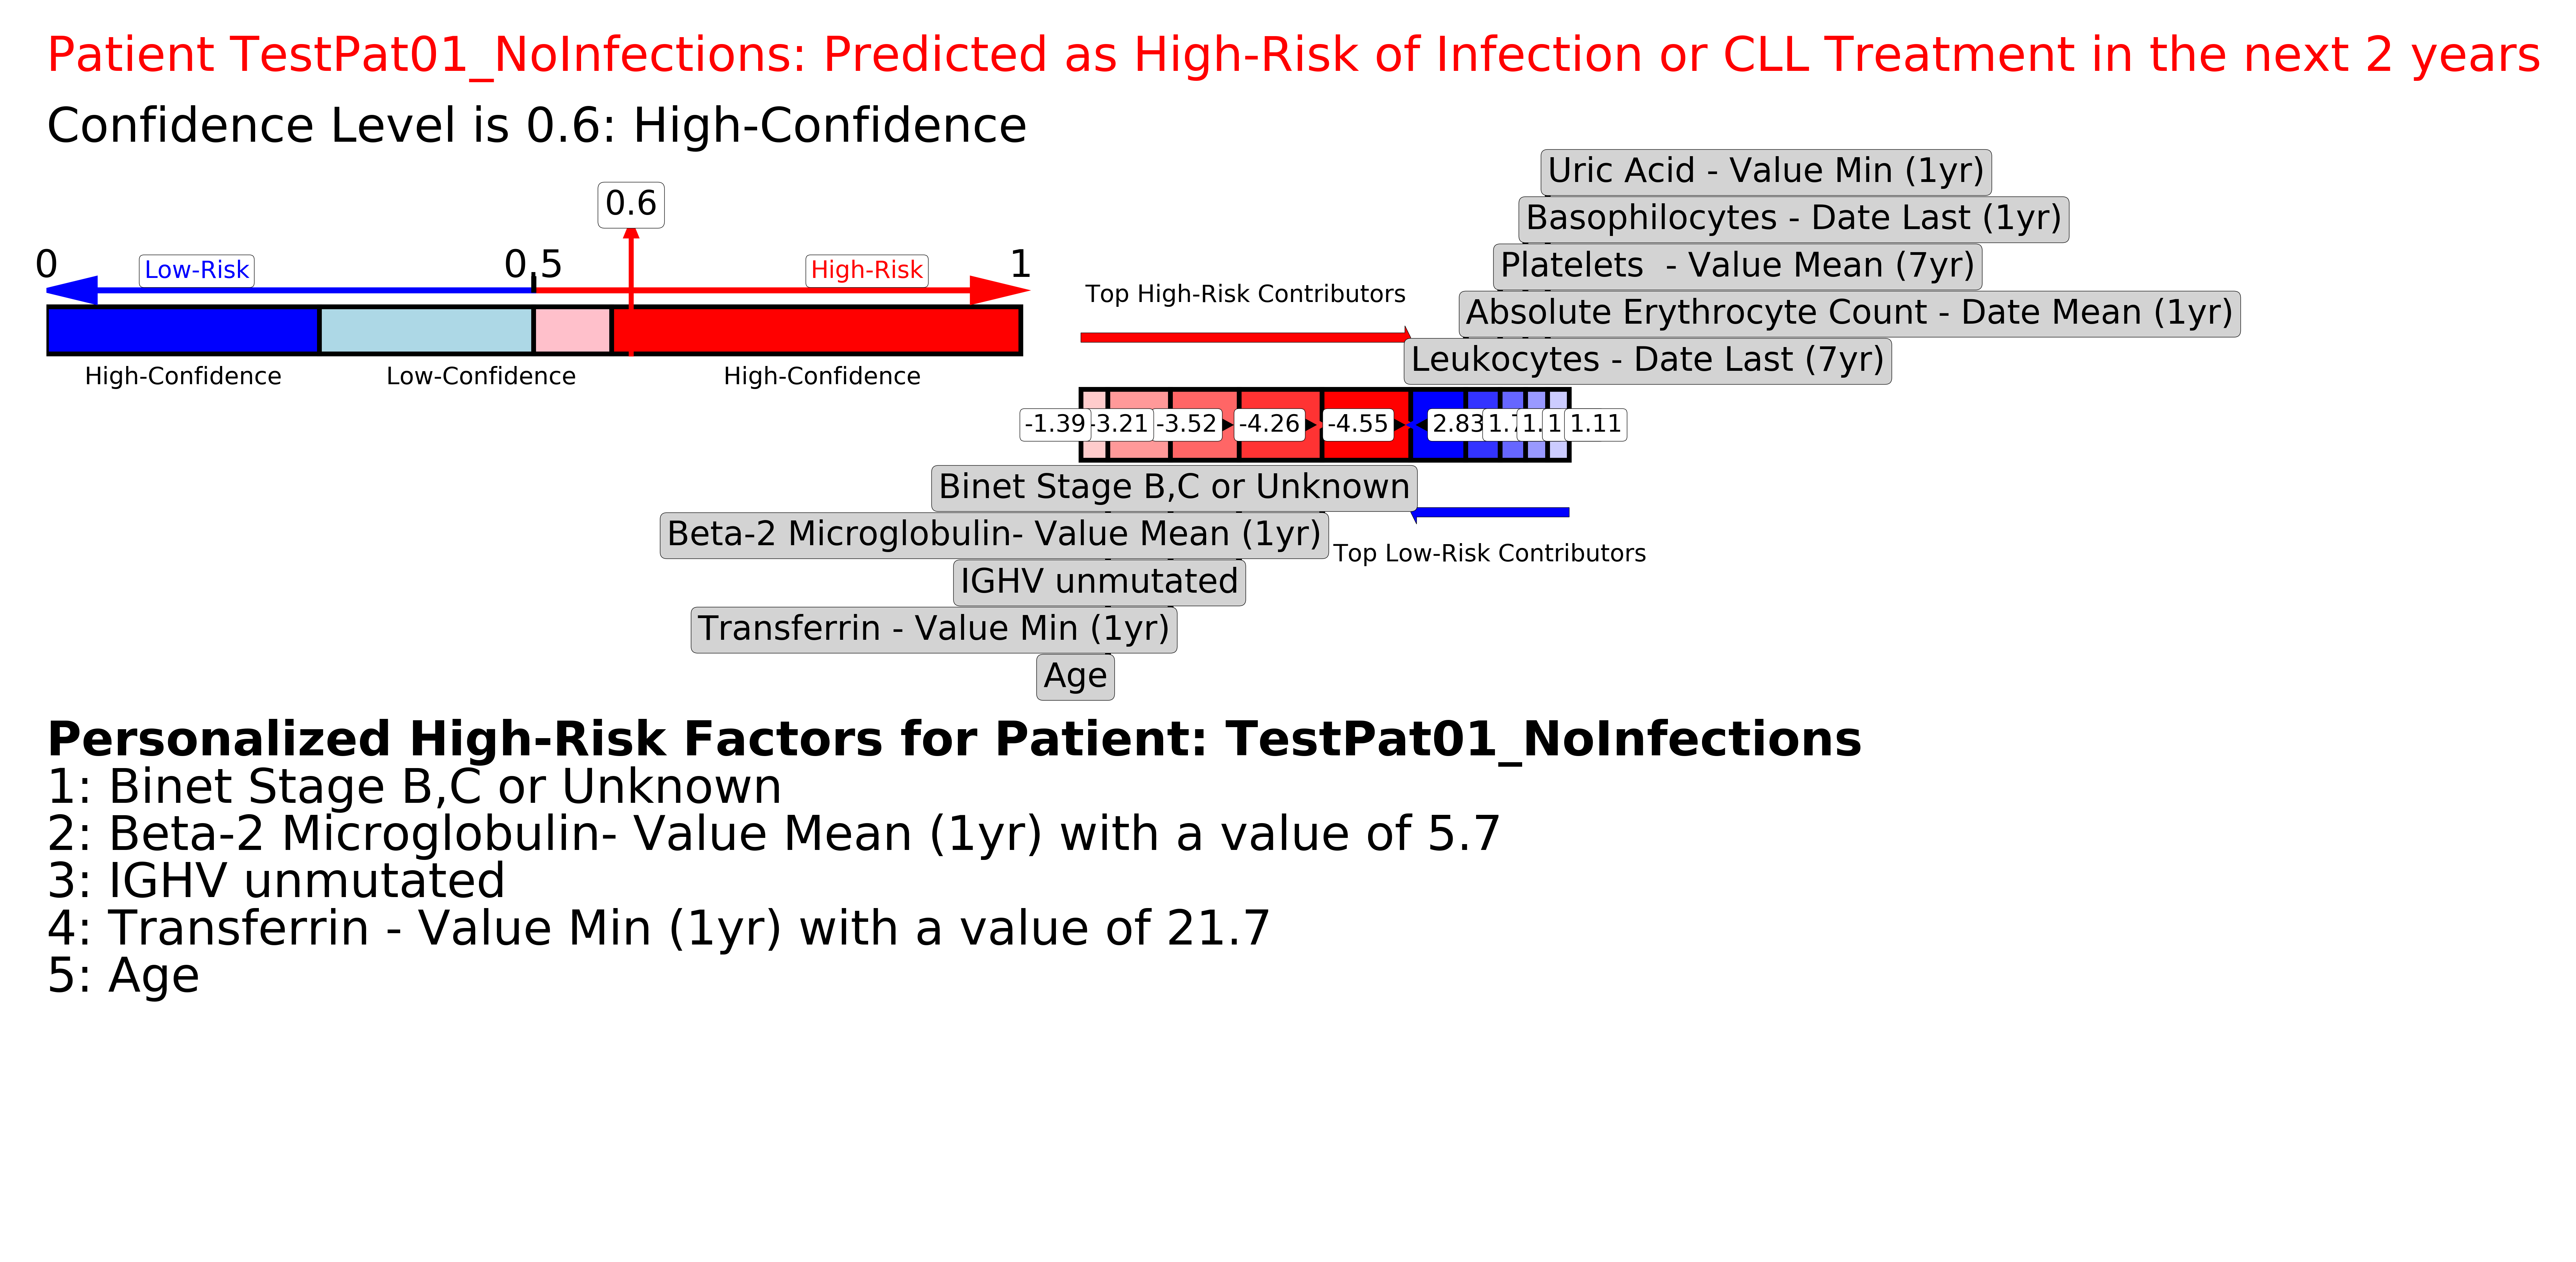 Patient TestPat01_NoInfections: Predicted as High-Risk of Infection or CLL Treatment in the next 2 years
Confidence Level is 0.6: High-Confidence
0.6
0
Low-Risk
0.5
High-Risk
1
High-Confidence
Low-Confidence
High-Confidence
Uric Acid - Value Min (1yr)
Basophilocytes - Date Last (1yr)
Platelets  - Value Mean (7yr)
Top High-Risk Contributors
Absolute Erythrocyte Count - Date Mean (1yr)
Leukocytes - Date Last (7yr)
-1.39 -3.21 -3.52 -4.26 -4.55 2.83 1.11
Binet Stage B,C or Unknown
Beta-2 Microglobulin- Value Mean (1yr)
Top Low-Risk Contributors
IGHV unmutated
Transferrin - Value Min (1yr)
Age
Personalized High-Risk Factors for Patient: TestPat01_NoInfections
1: Binet Stage B,C or Unknown
2: Beta-2 Microglobulin- Value Mean (1yr) with a value of 5.7
3: IGHV unmutated
4: Transferrin - Value Min (1yr) with a value of 21.7
5: Age